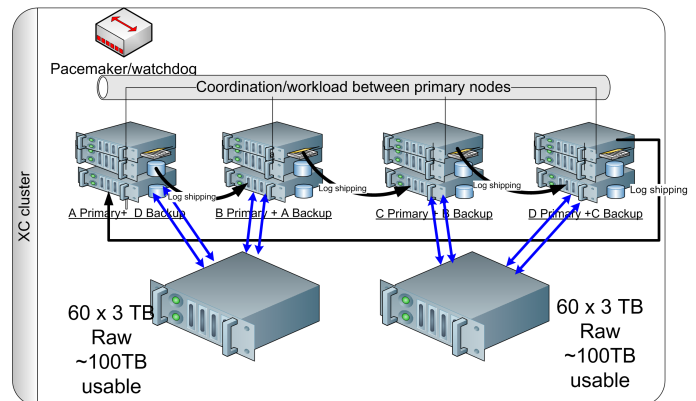 Pacemaker/watchdog
Coordination/workload between primary nodes
XC cluster
Log shipping
Log shipping
Log shipping
Log shipping
A Primary+ D Backup
B Primary + A Backup
C Primary + B Backup
D Primary +C Backup
60 x 3 TB
Raw
~100TB
usable
60 x 3 TB
Raw
~100TB
usable